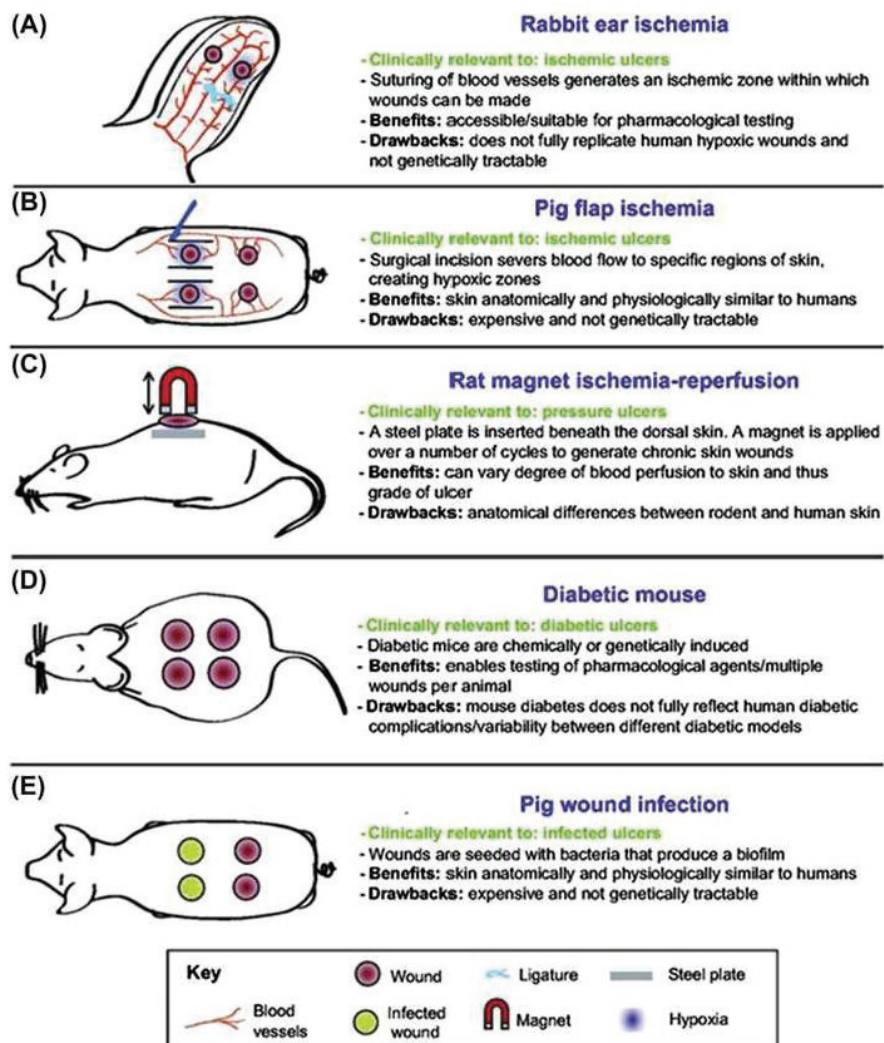 (A)
Rabbit ear ischemia
- Clinically relevant to: ischemic ulcers
- Suturing of blood vessels generates an ischemic zone within which
wounds can be made
- Benefits: accessible/suitable for pharmacological testing
- Drawbacks: does not fully replicate human hypoxic wounds and
not genetically tractable
(B)
Pig flap ischemia
- Clinically relevant to: ischemic ulcers
- Surgical incision severs blood flow to specific regions of skin,
creating hypoxic zones
- Benefits: skin anatomically and physiologically similar to humans
- Drawbacks: expensive and not genetically tractable
(C)
Rat magnet ischemia-reperfusion
- Clinically relevant to: pressure ulcers
- A steel plate is inserted beneath the dorsal skin. A magnet is applied
over a number of cycles to generate chronic skin wounds
- Benefits: can vary degree of blood perfusion to skin and thus
grade of ulcer
- Drawbacks: anatomical differences between rodent and human skin
(D)
Diabetic mouse
- Clinically relevant to: diabetic ulcers
- Diabetic mice are chemically or genetically induced
- Benefits: enables testing of pharmacological agents/multiple
wounds per animal
- Drawbacks: mouse diabetes does not fully reflect human diabetic
complications/variability between different diabetic models
(E)
Pig wound infection
- Clinically relevant to: infected ulcers
- Wounds are seeded with bacteria that produce a biofilm
- Benefits: skin anatomically and physiologically similar to humans
- Drawbacks: expensive and not genetically tractable
Key
Wound
Ligature
Steel plate
Blood
vessels
Infected
wound
Magnet
Hypoxia